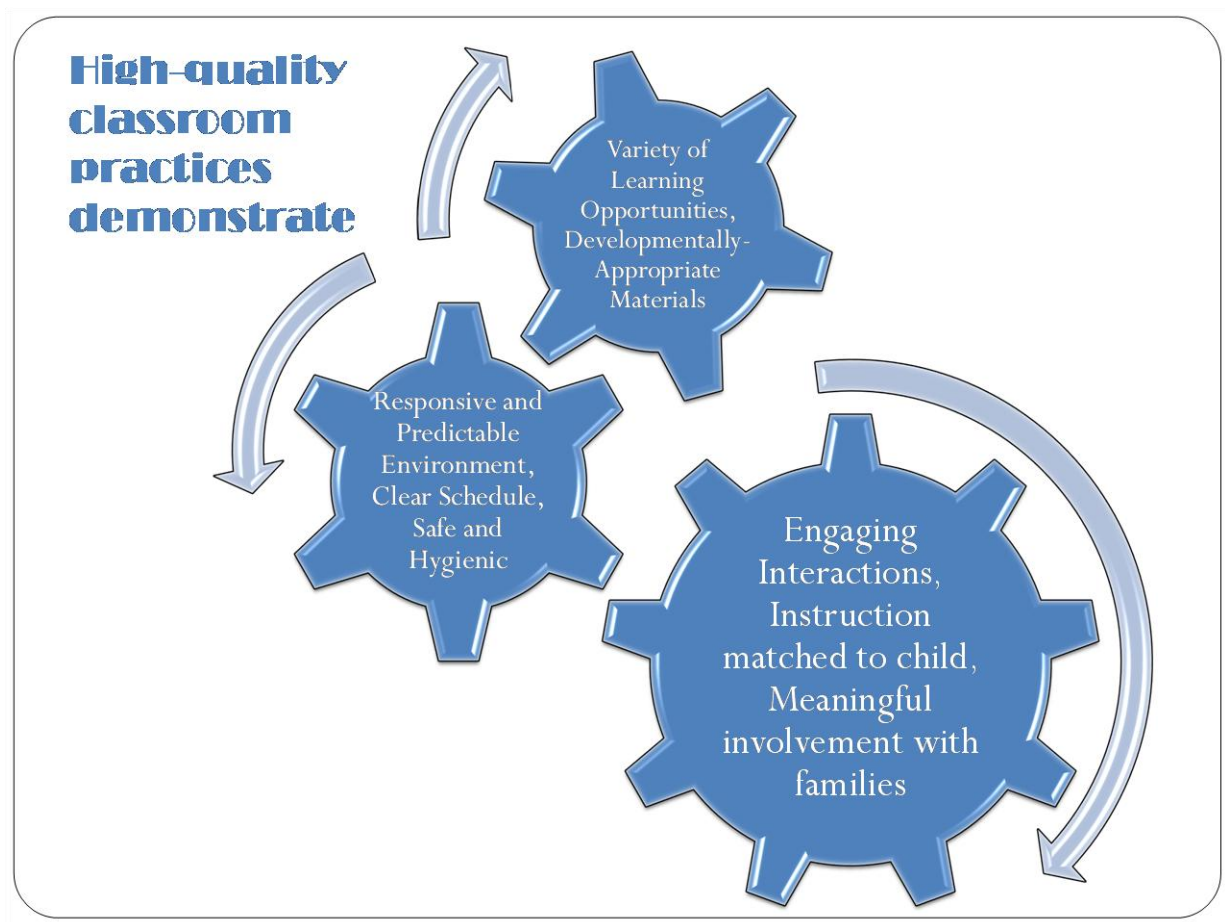 High-quality
classroom
practices
demonstrate
Variety of
Learning
Opportunities,
Developmentally-
Appropriate
Materials
Responsive and
Predictable
Environment,
Clear Schedule,
Safe and
Hygienic
Engaging
Interactions,
Instruction
matched to child,
Meaningful
involvement with
families